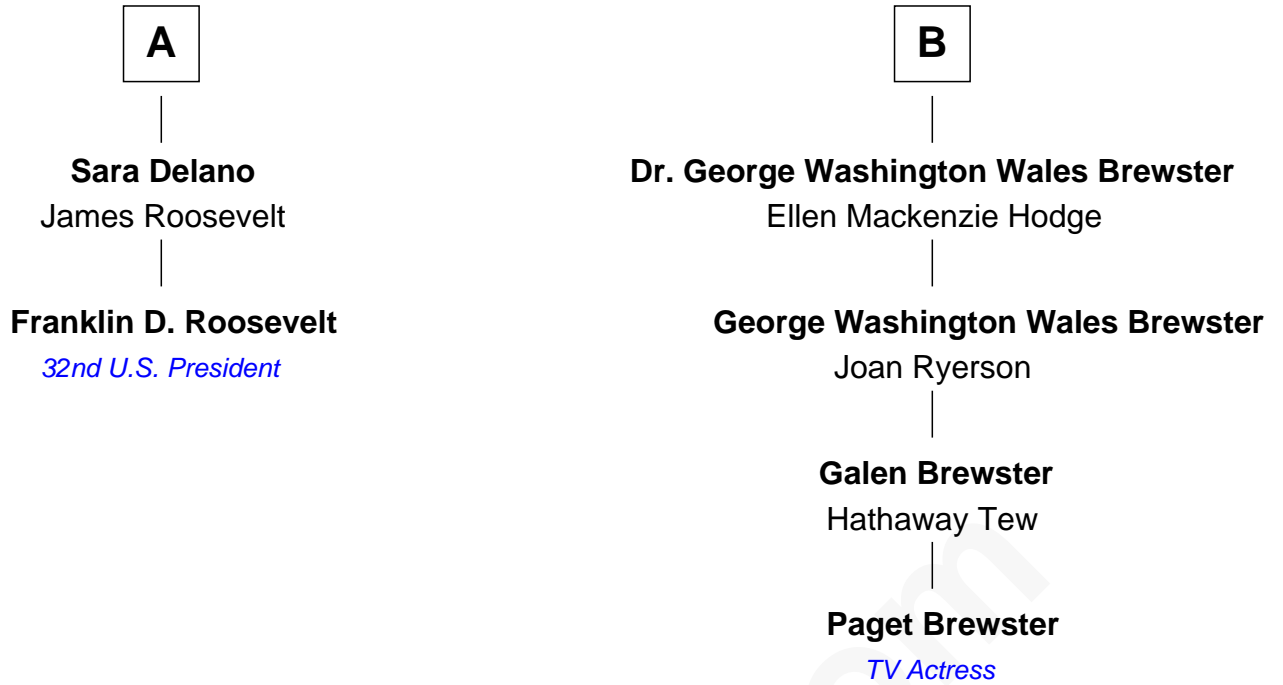 A
Sara Delano
James Roosevelt
Franklin D. Roosevelt
32nd U.S. President
B
Dr. George Washington Wales Brewster
Ellen Mackenzie Hodge
George Washington Wales Brewster
Joan Ryerson
Galen Brewster
Hathaway Tew
Paget Brewster
TV Actress